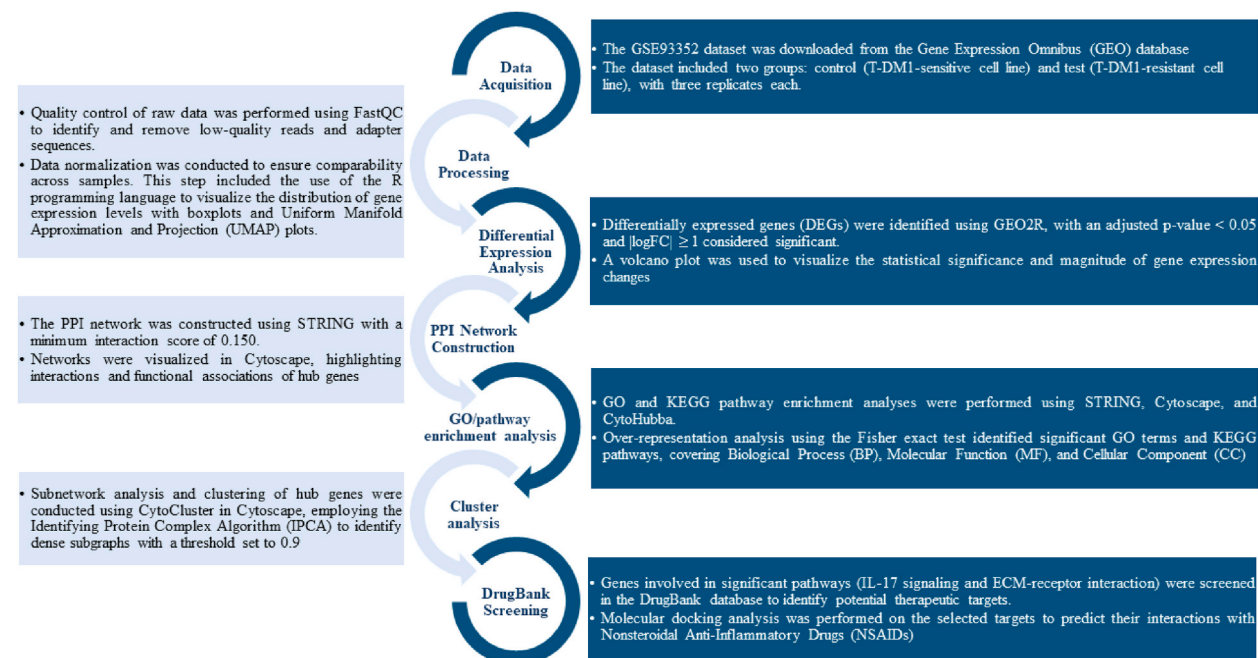 Data
Acquisition
• The GSE93352 dataset was downloaded from the Gene Expression Omnibus (GEO) database
• The dataset included two groups: control (T-DM1-sensitive cell line) and test (T-DM1-resistant cell
line), with three replicates each.
• Quality control of raw data was performed using FastQC
to identify and remove low-quality reads and adapter
sequences.
• Data normalization was conducted to ensure comparability
across samples. This step included the use of the R
programming language to visualize the distribution of gene
expression levels with boxplots and Uniform Manifold
Approximation and Projection (UMAP) plots.
Data
Processing
Differential
Expression
Analysis
• Differentially expressed genes (DEGs) were identified using GEO2R, with an adjusted p-value < 0.05
and |logFC| ≥ 1 considered significant.
• A volcano plot was used to visualize the statistical significance and magnitude of gene expression
changes
• The PPI network was constructed using STRING with a
minimum interaction score of 0.150.
• Networks were visualized in Cytoscape, highlighting
interactions and functional associations of hub genes
PPI Network
Construction
GO/pathway
enrichment analysis
• GO and KEGG pathway enrichment analyses were performed using STRING, Cytoscape, and
CytoHubba.
• Over-representation analysis using the Fisher exact test identified significant GO terms and KEGG
pathways, covering Biological Process (BP), Molecular Function (MF), and Cellular Component (CC)
• Subnetwork analysis and clustering of hub genes were
conducted using CytoCluster in Cytoscape, employing the
Identifying Protein Complex Algorithm (IPCA) to identify
dense subgraphs with a threshold set to 0.9
Cluster
analysis
DrugBank
Screening
• Genes involved in significant pathways (IL-17 signaling and ECM-receptor interaction) were screened
in the DrugBank database to identify potential therapeutic targets.
• Molecular docking analysis was performed on the selected targets to predict their interactions with
Nonsteroidal Anti-Inflammatory Drugs (NSAIDs)